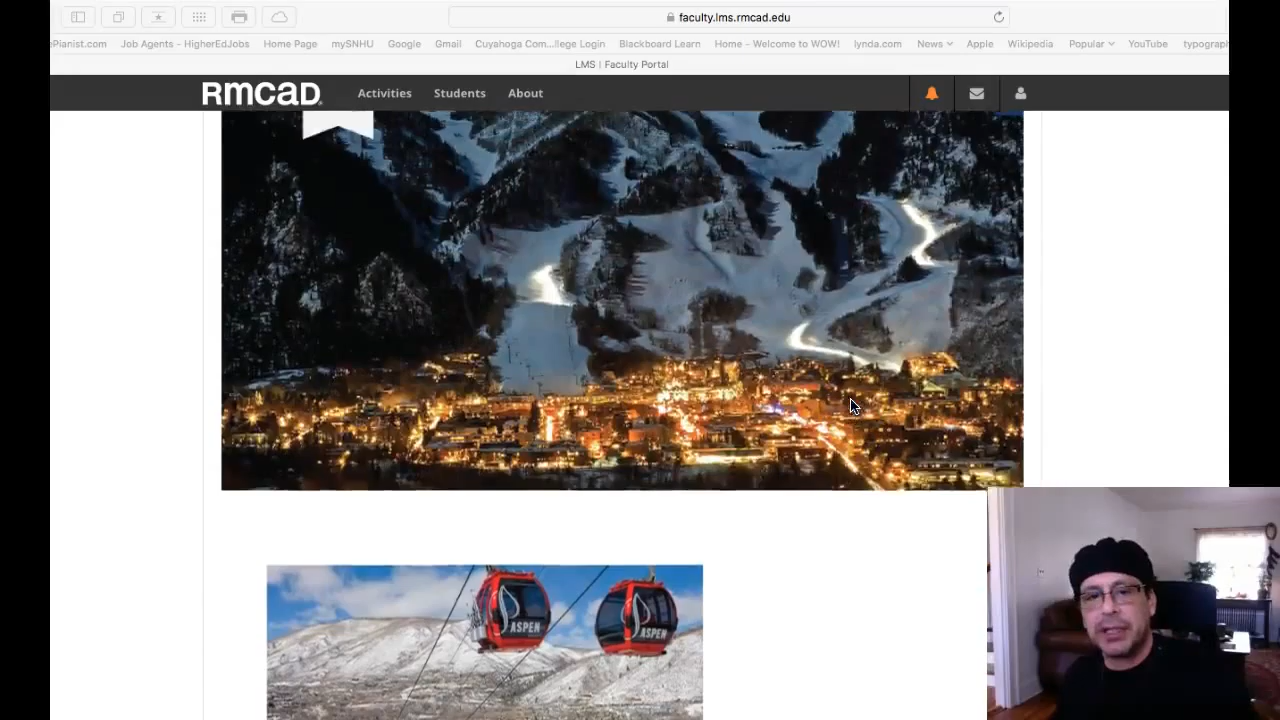 faculty.lms.rmcad.edu
ePianist.com Job Agents - HigherEdJobs Home Page mySNHU Google Gmail Cuyahoga Com...llege Login Blackboard Learn Home - Welcome to WOW! lynda.com News Apple Wikipedia Popular YouTube typograph
LMS | Faculty Portal
RMCAD Activities Students About
ASPEN ASPEN